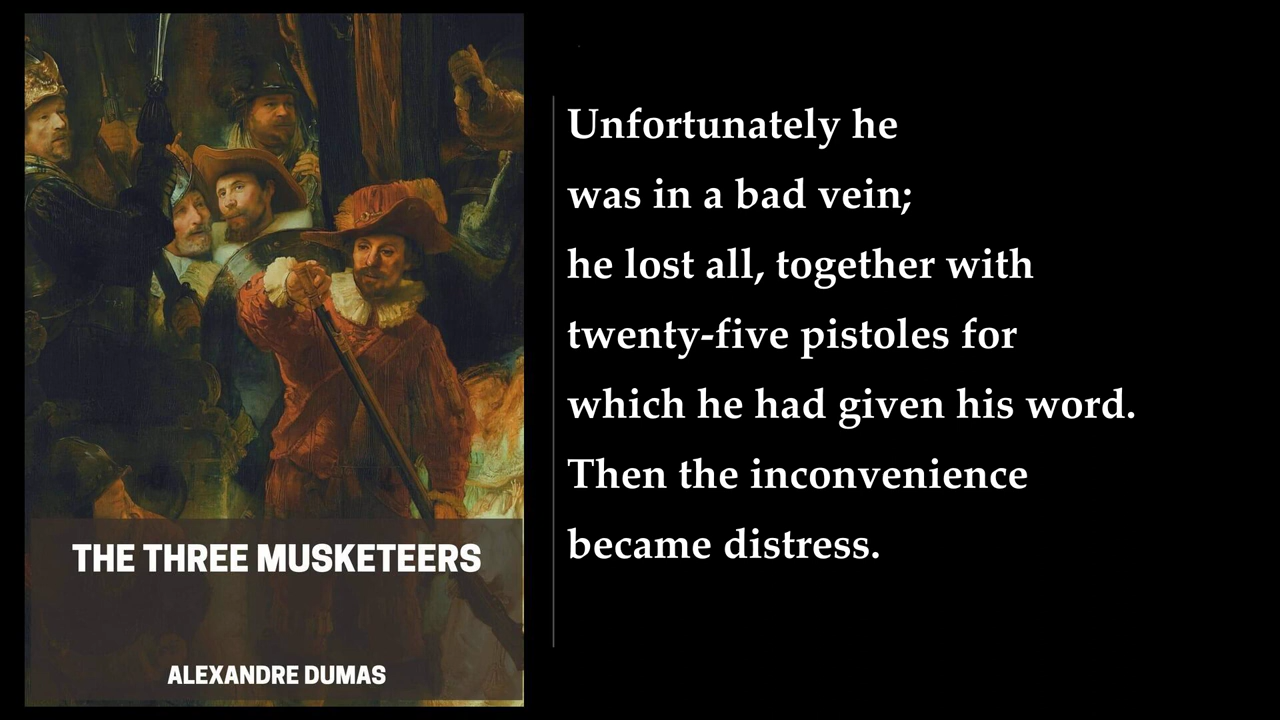 THE THREE MUSKETEERS
ALEXANDRE DUMAS
Unfortunately he
was in a bad vein;
he lost all, together with
twenty-five pistoles for
which he had given his word.
Then the inconvenience
became distress.